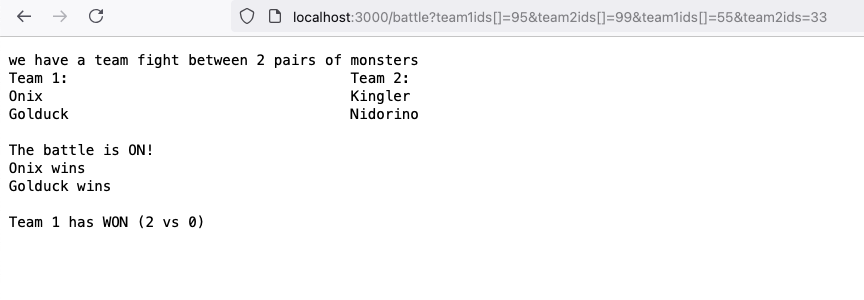 localhost:3000/battle?team1ids[]=95&team2ids[]=99&team1ids[]=55&team2ids=33
we have a team fight between 2 pairs of monsters
Team 1: Team 2:
Onix Kingler
Golduck Nidorino
The battle is ON!
Onix wins
Golduck wins
Team 1 has WON (2 vs 0)